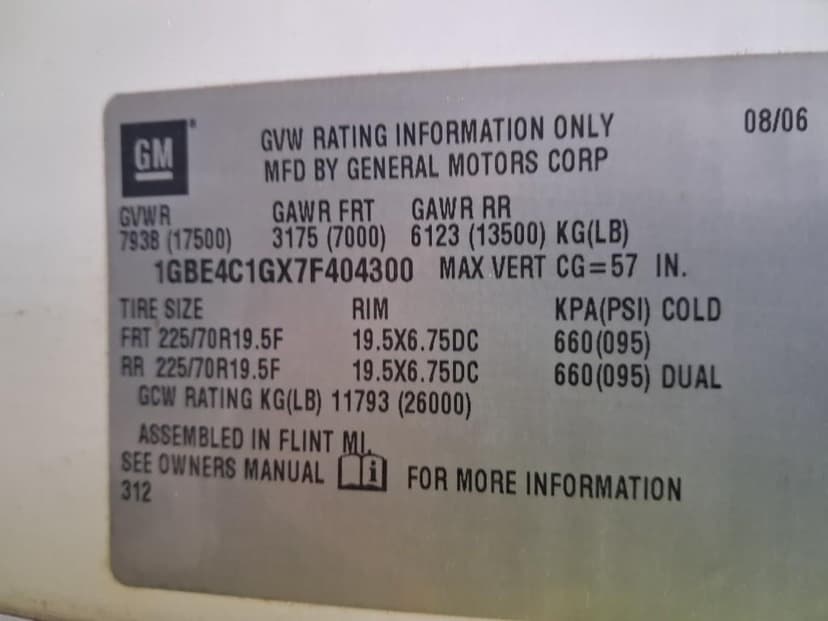 GM GVW RATING INFORMATION ONLY 08/06
MFD BY GENERAL MOTORS CORP
GVWR GAWR FRT GAWR RR
7938 (17500) 3175 (7000) 6123 (13500) KG(LB)
1GBE4C1GX7F404300 MAX VERT CG=57 IN.
TIRE SIZE RIM KPA(PSI) COLD
FRT 225/70R19.5F 19.5X6.75DC 660(095)
RR 225/70R19.5F 19.5X6.75DC 660(095) DUAL
GCW RATING KG(LB) 11793 (26000)
ASSEMBLED IN FLINT MI.
SEE OWNERS MANUAL i FOR MORE INFORMATION
312